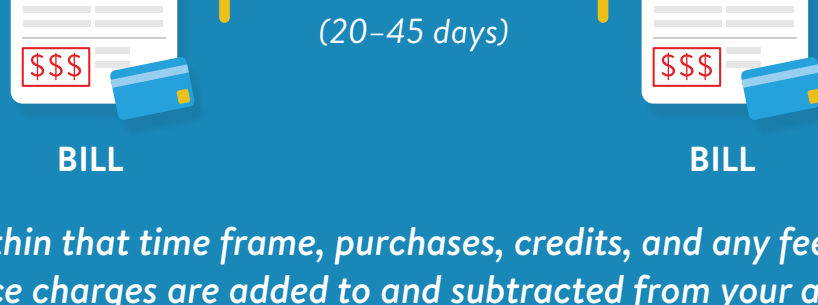 (20–45 days)
$$$
$$$
BILL
BILL
thin that time frame, purchases, credits, and any fee
ce charges are added to and subtracted from your a